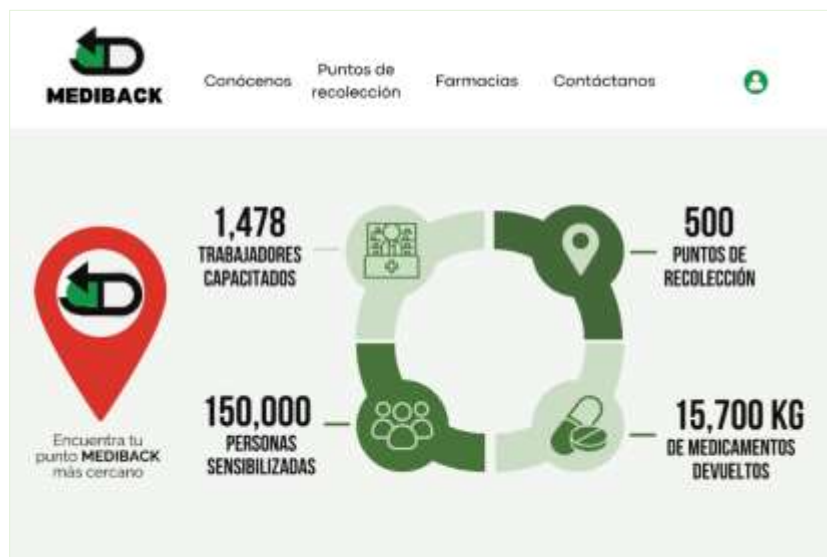 MEDIBACK
Conócenos
Puntos de
recolección
Farmacias
Contáctanos
1,478
TRABAJADORES
CAPACITADOS
500
PUNTOS DE
RECOLECCIÓN
150,000
PERSONAS
SENSIBILIZADAS
15,700 KG
DE MEDICAMENTOS
DEVUELTOS
Encuentra tu
punto MEDIBACK
más cercano